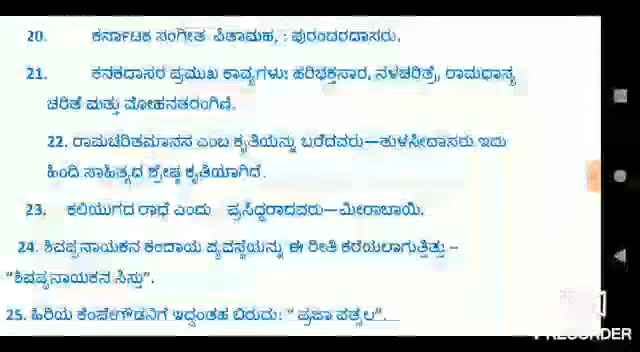 20. ಕರ್ನಾಟಕ ಸಂಗೀತ ಪಿತಾಮಹ, : ಪುರಂದರದಾಸರು.
21. ಕನಕದಾಸರ ಪ್ರಮುಖ ಕಾವ್ಯಗಳು: ಹರಿಭಕ್ತಸಾರ, ನಳಚರಿತ್ರೆ, ರಾಮಧಾನ್ಯ
ಚರಿತೆ ಮತ್ತು ಮೋಹನತರಂಗಿಣಿ.
22. ರಾಮಚರಿತಮಾನಸ ಎಂಬ ಕೃತಿಯನ್ನು ಬರೆದವರು—ತುಳಸೀದಾಸರು ಇದು
ಹಿಂದಿ ಸಾಹಿತ್ಯದ ಶ್ರೇಷ್ಠ ಕೃತಿಯಾಗಿದೆ.
23. ಕಲಿಯುಗದ ರಾಧೆ ಎಂದು ಪ್ರಸಿದ್ಧರಾದವರು—ಮೀರಾಬಾಯಿ.
24. ಶಿವಪ್ಪನಾಯಕನ ಕಂದಾಯ ವ್ಯವಸ್ಥೆಯನ್ನು ಈ ರೀತಿ ಕರೆಯಲಾಗುತ್ತಿತ್ತು –
"ಶಿವಪ್ಪನಾಯಕನ ಸಿಸ್ತು".
25. ಹಿರಿಯ ಕೆಂಪೇಗೌಡನಿಗೆ ಇದ್ದಂತಹ ಬಿರುದು: " ಪ್ರಜಾ ವತ್ಸಲ".
RECORDER